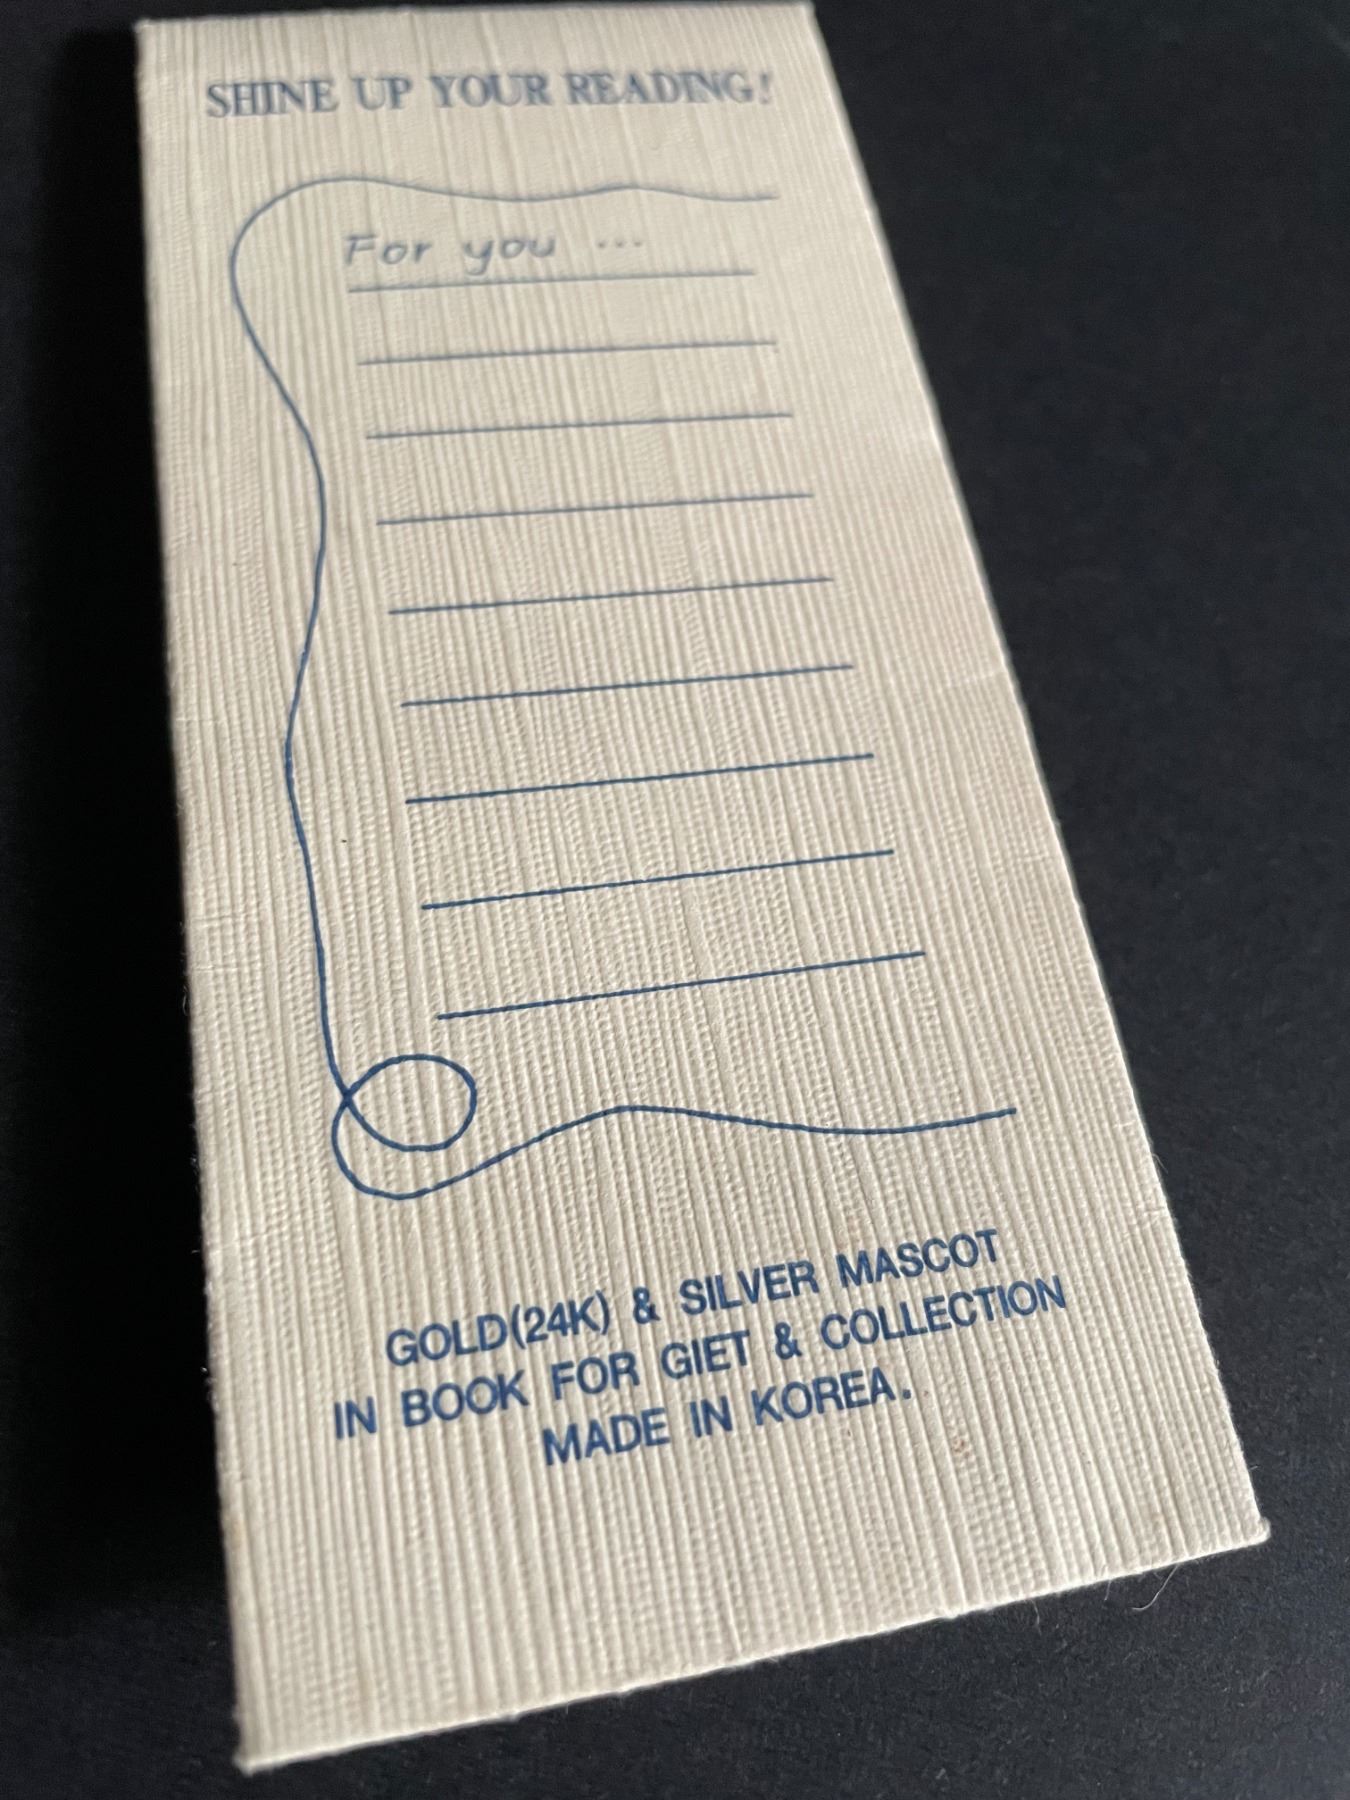 SHINE UP YOUR READING!
For you ...
GOLD(24K) & SILVER MASCOT
IN BOOK FOR GIET & COLLECTION
MADE IN KOREA.